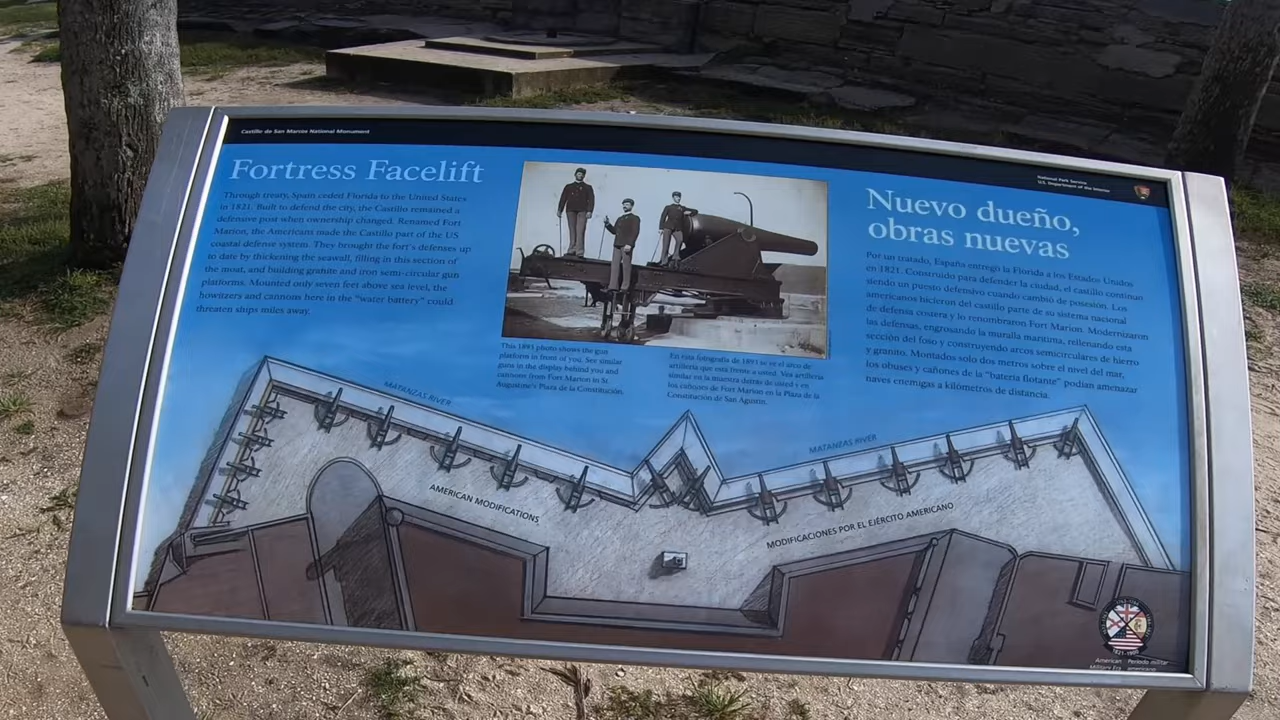 Castillo de San Marcos National Monument
National Park Service
U.S. Department of the Interior
Fortress Facelift
Through treaty, Spain ceded Florida to the United States
in 1821. Built to defend the city, the Castillo remained a
defensive post when ownership changed. Renamed Fort
Marion, the Americans made the Castillo part of the US
coastal defense system. They brought the fort's defenses up
to date by thickening the seawall, filling in this section of
the moat, and building granite and iron semi-circular gun
platforms. Mounted only seven feet above sea level, the
howitzers and cannons here in the "water battery" could
threaten ships miles away.
This 1893 photo shows the gun
platform in front of you. See similar
guns in the display behind you and
cannons from Fort Marion in St.
Augustine's Plaza de la Constitución.
En esta fotografía de 1893 se ve el arco de
artillería que está frente a usted. Vea artillería
similar en la muestra detrás de usted y en
los cañones de Fort Marion en la Plaza de la
Constitución de San Agustín.
Nuevo dueño,
obras nuevas
Por un tratado, España entregó la Florida a los Estados Unidos
en 1821. Construido para defender la ciudad, el castillo continuó
siendo un puesto defensivo cuando cambió de posesión. Los
americanos hicieron del castillo parte de su sistema nacional
de defensa costera y lo renombraron Fort Marion. Modernizaron
las defensas, engrosando la muralla marítima, rellenando esta
sección del foso y construyendo arcos semicirculares de hierro
y granito. Montados solo dos metros sobre el nivel del mar,
los obuses y cañones de la "batería flotante" podían amenazar
naves enemigas a kilómetros de distancia.
MATANZAS RIVER
MATANZAS RIVER
AMERICAN MODIFICATIONS
MODIFICACIONES POR EL EJÉRCITO AMERICANO
1821-1900
American
Military Era
Periodo militar
americano